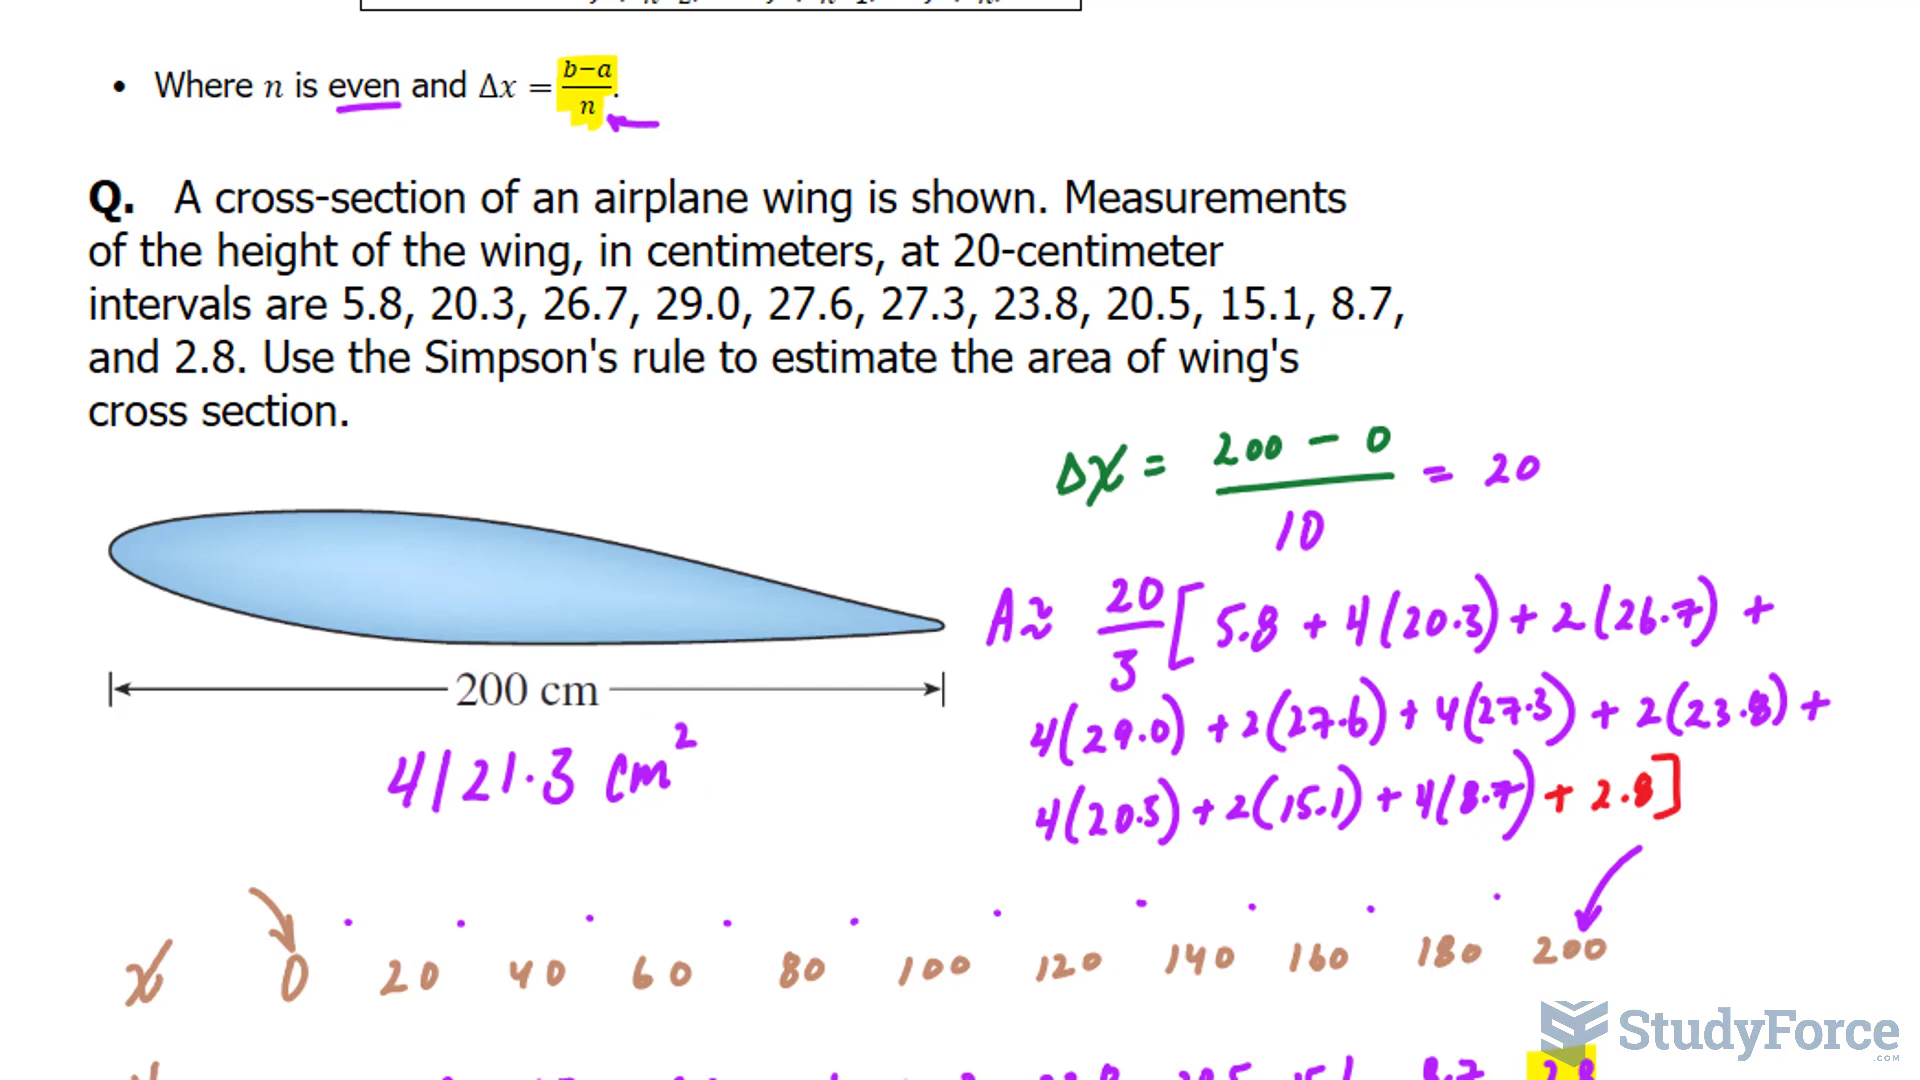 • Where n is even and Δx = b−a/n.
Q. A cross-section of an airplane wing is shown. Measurements
of the height of the wing, in centimeters, at 20-centimeter
intervals are 5.8, 20.3, 26.7, 29.0, 27.6, 27.3, 23.8, 20.5, 15.1, 8.7,
and 2.8. Use the Simpson's rule to estimate the area of wing's
cross section.
Δx = 200 − 0 / 10 = 20
A ≈ 20/3 [ 5.8 + 4(20.3) + 2(26.7) +
4(29.0) + 2(27.6) + 4(27.3) + 2(23.8) +
4(20.5) + 2(15.1) + 4(8.7) + 2.8]
200 cm
4121.3 cm²
x 0 20 40 60 80 100 120 140 160 180 200
StudyForce
.COM
8.7 2.8